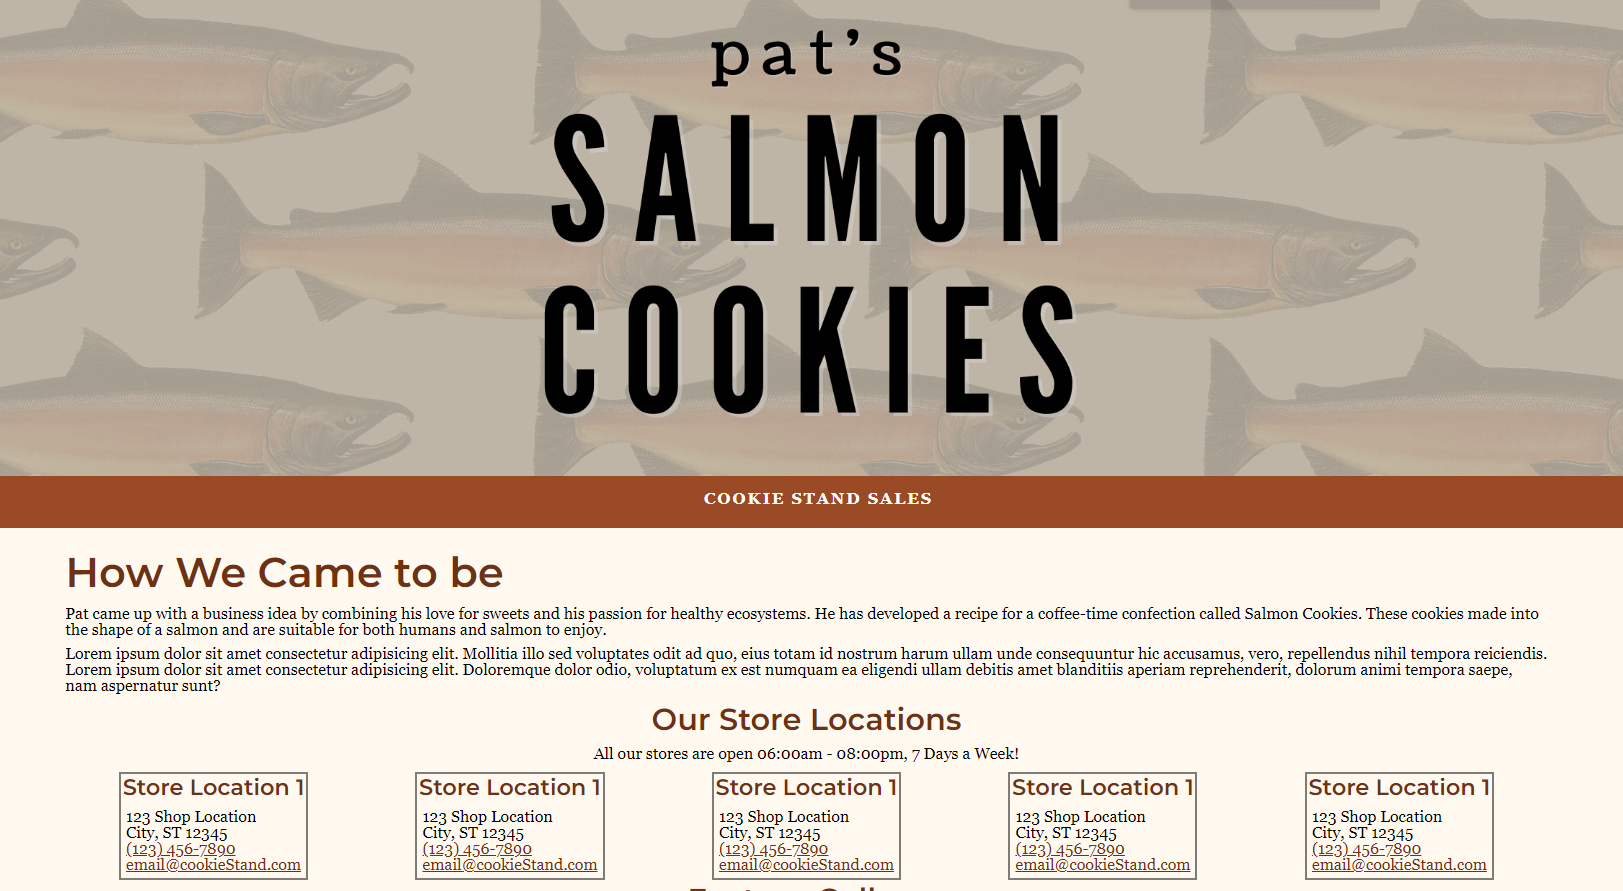 pat's
SALMON
COOKIES
COOKIE STAND SALES
How We Came to be
Pat came up with a business idea by combining his love for sweets and his passion for healthy ecosystems. He has developed a recipe for a coffee-time confection called Salmon Cookies. These cookies made into
the shape of a salmon and are suitable for both humans and salmon to enjoy.
Lorem ipsum dolor sit amet consectetur adipisicing elit. Mollitia illo sed voluptates odit ad quo, eius totam id nostrum harum ullam unde consequuntur hic accusamus, vero, repellendus nihil tempora reiciendis.
Lorem ipsum dolor sit amet consectetur adipisicing elit. Doloremque dolor odio, voluptatum ex est numquam ea eligendi ullam debitis amet blanditiis aperiam reprehenderit, dolorum animi tempora saepe,
nam aspernatur sunt?
Our Store Locations
All our stores are open 06:00am - 08:00pm, 7 Days a Week!
Store Location 1
123 Shop Location
City, ST 12345
(123) 456-7890
email@cookieStand.com
Store Location 1
123 Shop Location
City, ST 12345
(123) 456-7890
email@cookieStand.com
Store Location 1
123 Shop Location
City, ST 12345
(123) 456-7890
email@cookieStand.com
Store Location 1
123 Shop Location
City, ST 12345
(123) 456-7890
email@cookieStand.com
Store Location 1
123 Shop Location
City, ST 12345
(123) 456-7890
email@cookieStand.com